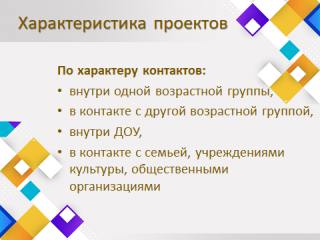 Характеристика проектов
По характеру контактов:
• внутри одной возрастной группы,
• в контакте с другой возрастной группой,
• внутри ДОУ,
• в контакте с семьей, учреждениями
культуры, общественными
организациями